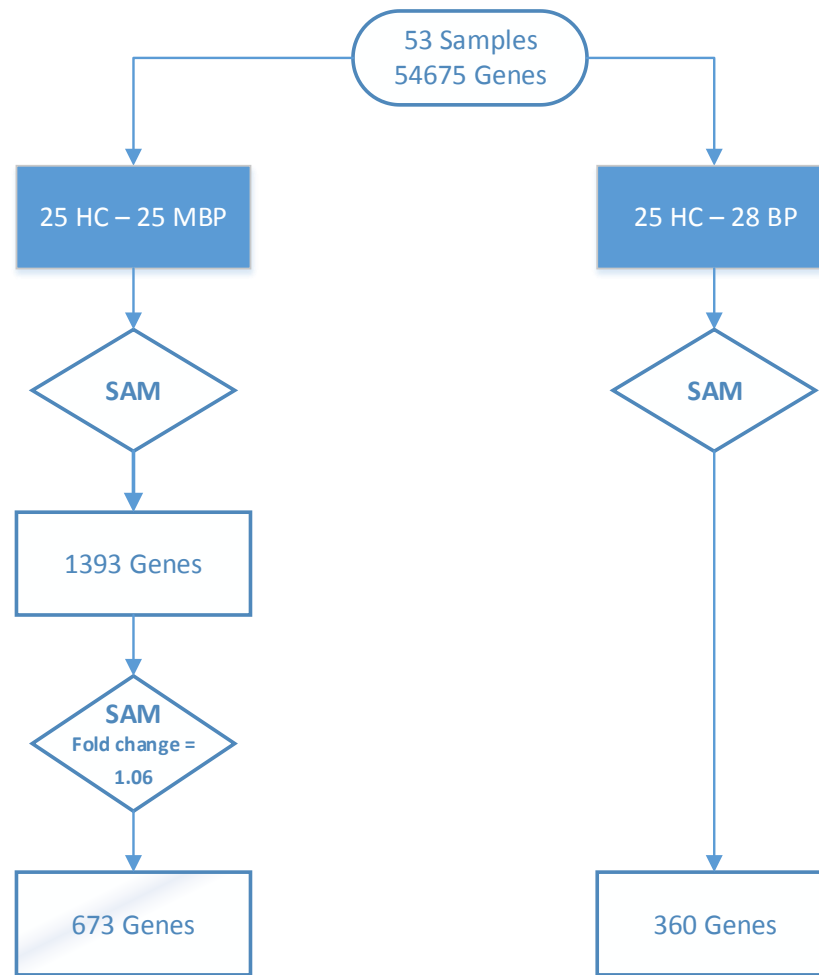 53 Samples
54675 Genes
25 HC – 25 MBP
25 HC – 28 BP
SAM
SAM
1393 Genes
SAM
Fold change =
1.06
673 Genes
360 Genes